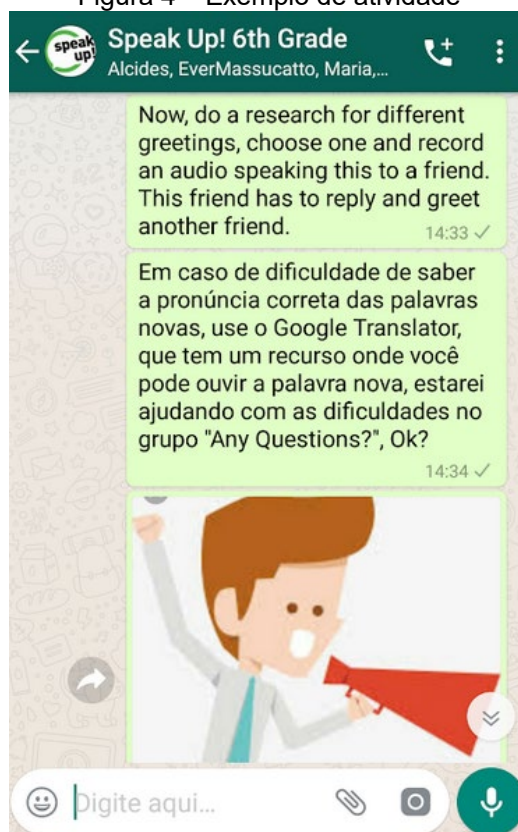 Figura 4 – Exemplo de atividade
speak
up!
Speak Up! 6th Grade
Alcides, EverMassucatto, Maria,...
Now, do a research for different
greetings, choose one and record
an audio speaking this to a friend.
This friend has to reply and greet
another friend.
14:33
Em caso de dificuldade de saber
a pronúncia correta das palavras
novas, use o Google Translator,
que tem um recurso onde você
pode ouvir a palavra nova, estarei
ajudando com as dificuldades no
grupo "Any Questions?", Ok?
14:34
Digite aqui...